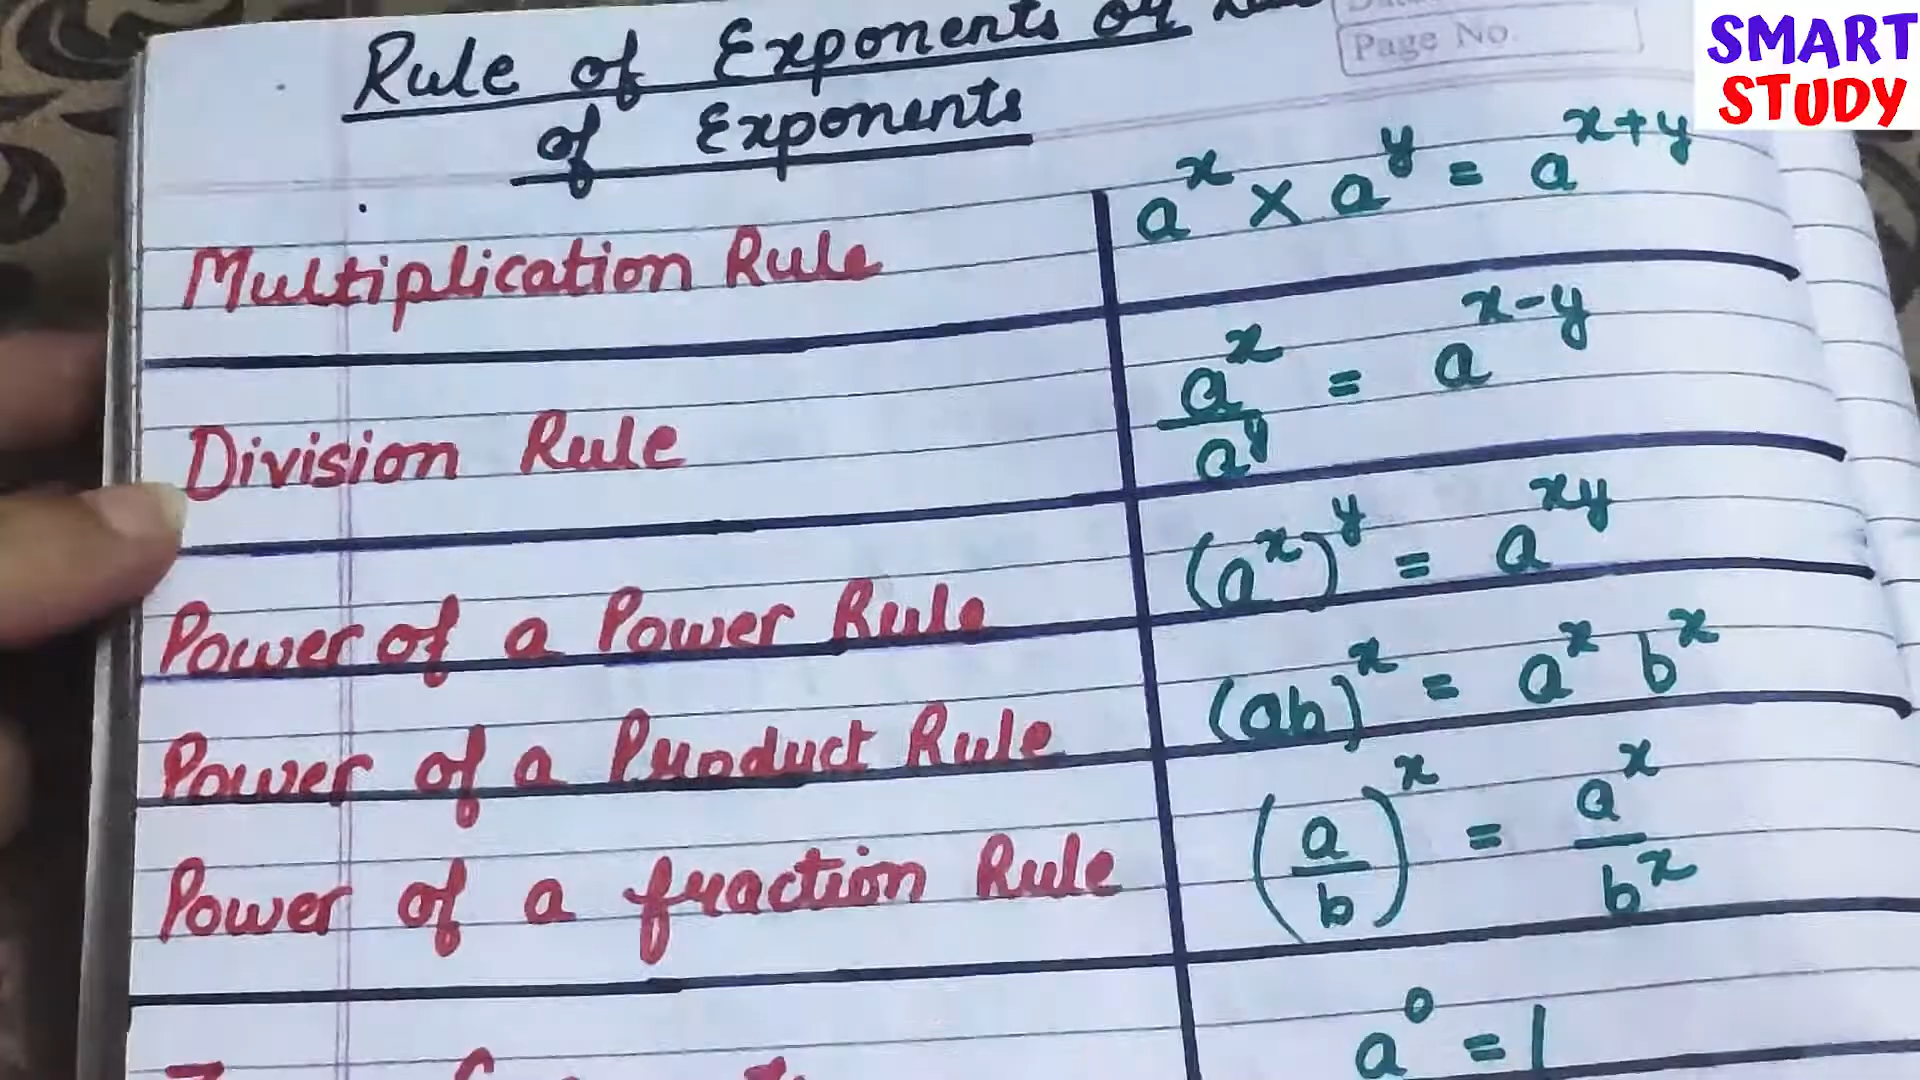 Rule of Exponents or
of Exponents
Page No.
SMART
STUDY
Multiplication Rule
a^x × a^y = a^(x+y)
Division Rule
a^x / a^y = a^(x-y)
Power of a Power Rule
(a^x)^y = a^(xy)
Power of a Product Rule
(ab)^x = a^x b^x
Power of a fraction Rule
(a/b)^x = a^x / b^x
a^0 = 1